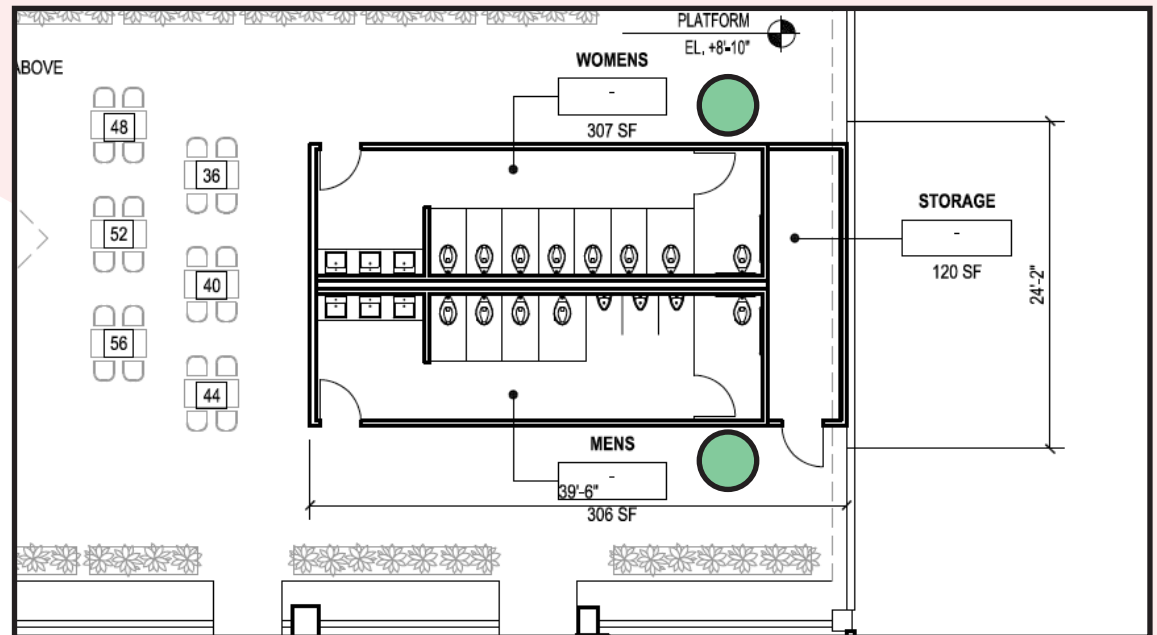 PLATFORM
EL, +8'-10"
ABOVE
WOMENS
-
307 SF
48
36
52
40
56
44
STORAGE
-
120 SF
24'-2"
MENS
-
39'-6"
306 SF